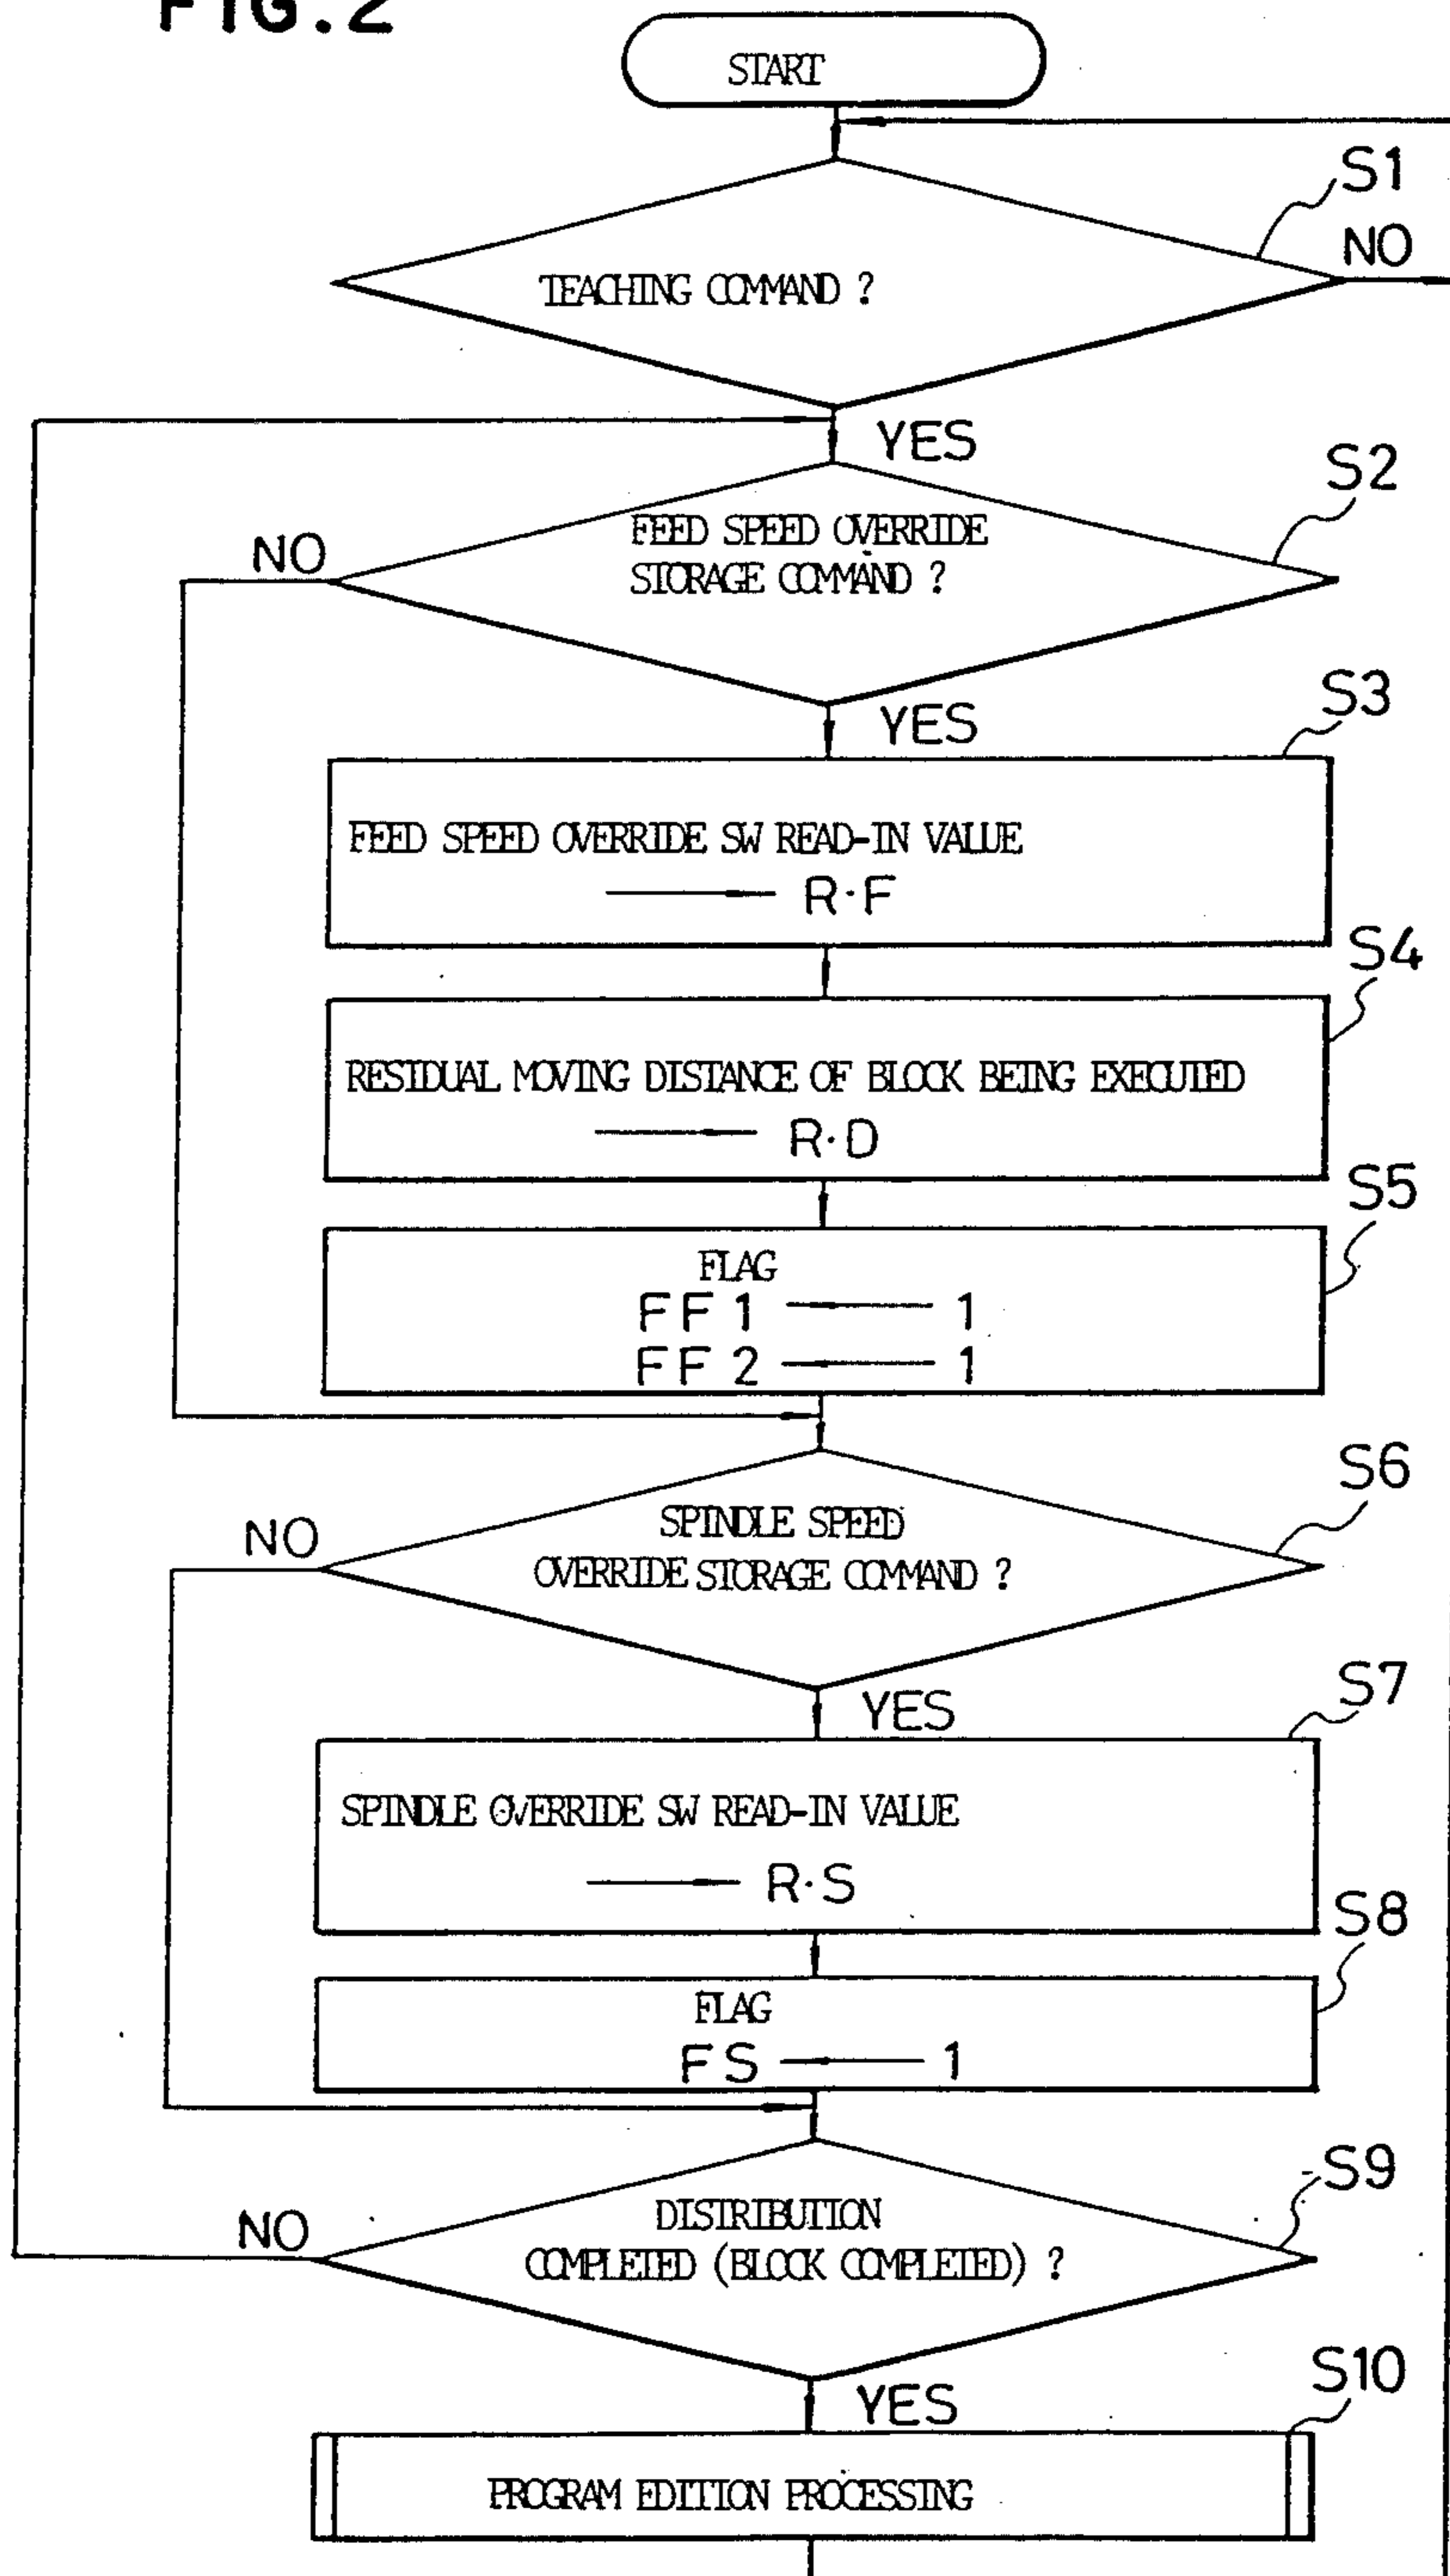 FIG.2
START
S1
NO
TEACHING COMMAND ?
YES
S2
NO
FEED SPEED OVERRIDE
STORAGE COMMAND ?
YES
S3
FEED SPEED OVERRIDE SW READ-IN VALUE
→ R·F
S4
RESIDUAL MOVING DISTANCE OF BLOCK BEING EXECUTED
→ R·D
S5
FLAG
FF1 ← 1
FF2 ← 1
S6
NO
SPINDLE SPEED
OVERRIDE STORAGE COMMAND ?
YES
S7
SPINDLE OVERRIDE SW READ-IN VALUE
→ R·S
S8
FLAG
FS ← 1
S9
NO
DISTRIBUTION
COMPLETED (BLOCK COMPLETED) ?
YES
S10
PROGRAM EDITION PROCESSING